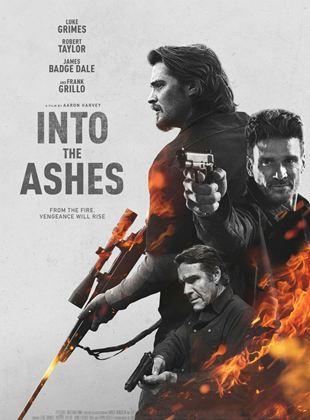 LUKE
GRIMES
ROBERT
TAYLOR
JAMES
BADGE DALE
AND FRANK
GRILLO
A FILM BY AARON HARVEY
INTO
THE
ASHES
FROM THE FIRE,
VENGEANCE WILL RISE